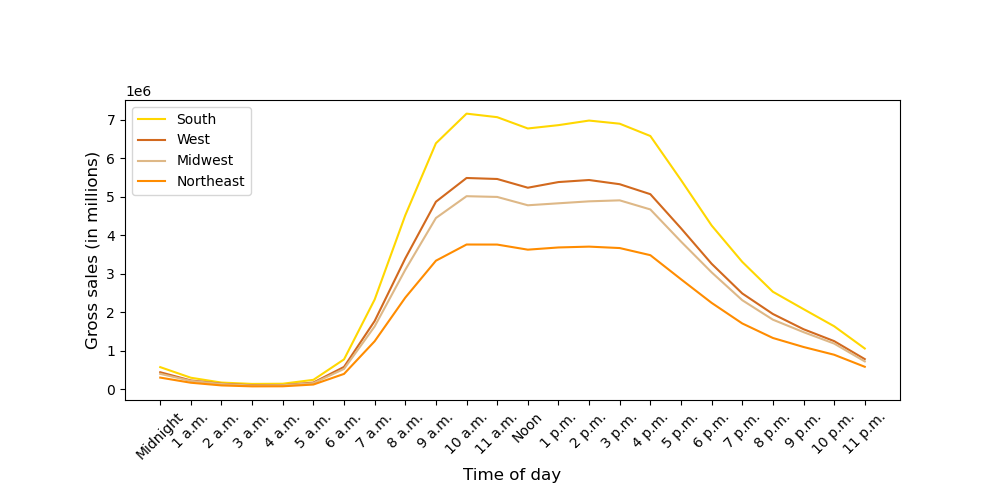 1e6
South
West
Midwest
Northeast
7
6
5
4
3
2
1
0
Gross sales (in millions)
Midnight
1 a.m.
2 a.m.
3 a.m.
4 a.m.
5 a.m.
6 a.m.
7 a.m.
8 a.m.
9 a.m.
10 a.m.
11 a.m.
Noon
1 p.m.
2 p.m.
3 p.m.
4 p.m.
5 p.m.
6 p.m.
7 p.m.
8 p.m.
9 p.m.
10 p.m.
11 p.m.
Time of day